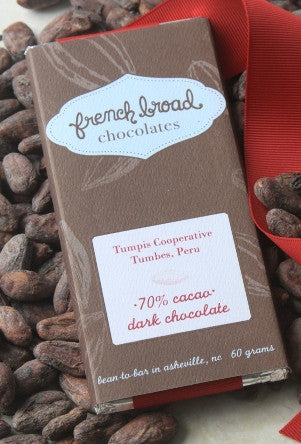 french broad
chocolates
Tumpis Cooperative
Tumbes, Peru
·70% cacao·
dark chocolate
bean-to-bar in asheville, nc 60 grams